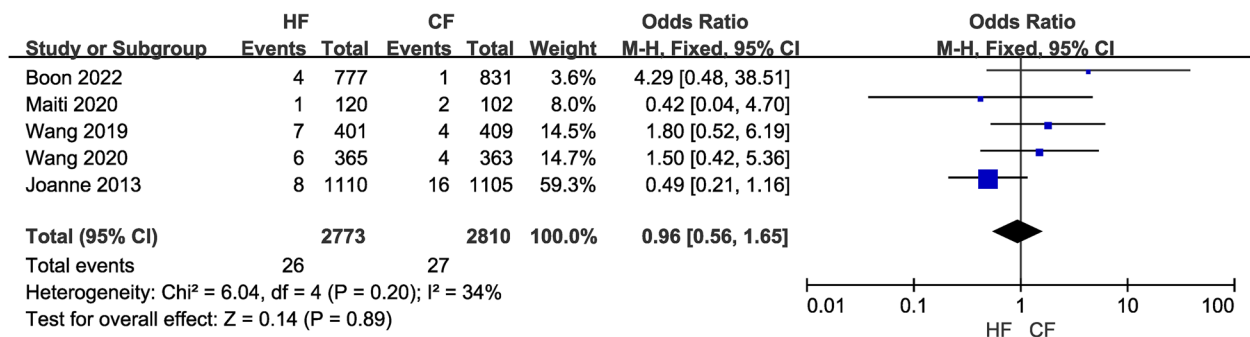 HF CF Odds Ratio Odds Ratio
Study or Subgroup Events Total Events Total Weight M-H, Fixed, 95% CI M-H, Fixed, 95% CI
Boon 2022 4 777 1 831 3.6% 4.29 [0.48, 38.51]
Maiti 2020 1 120 2 102 8.0% 0.42 [0.04, 4.70]
Wang 2019 7 401 4 409 14.5% 1.80 [0.52, 6.19]
Wang 2020 6 365 4 363 14.7% 1.50 [0.42, 5.36]
Joanne 2013 8 1110 16 1105 59.3% 0.49 [0.21, 1.16]
Total (95% CI) 2773 2810 100.0% 0.96 [0.56, 1.65]
Total events 26 27
Heterogeneity: Chi² = 6.04, df = 4 (P = 0.20); I² = 34%
Test for overall effect: Z = 0.14 (P = 0.89)
0.01 0.1 1 10 100
HF CF